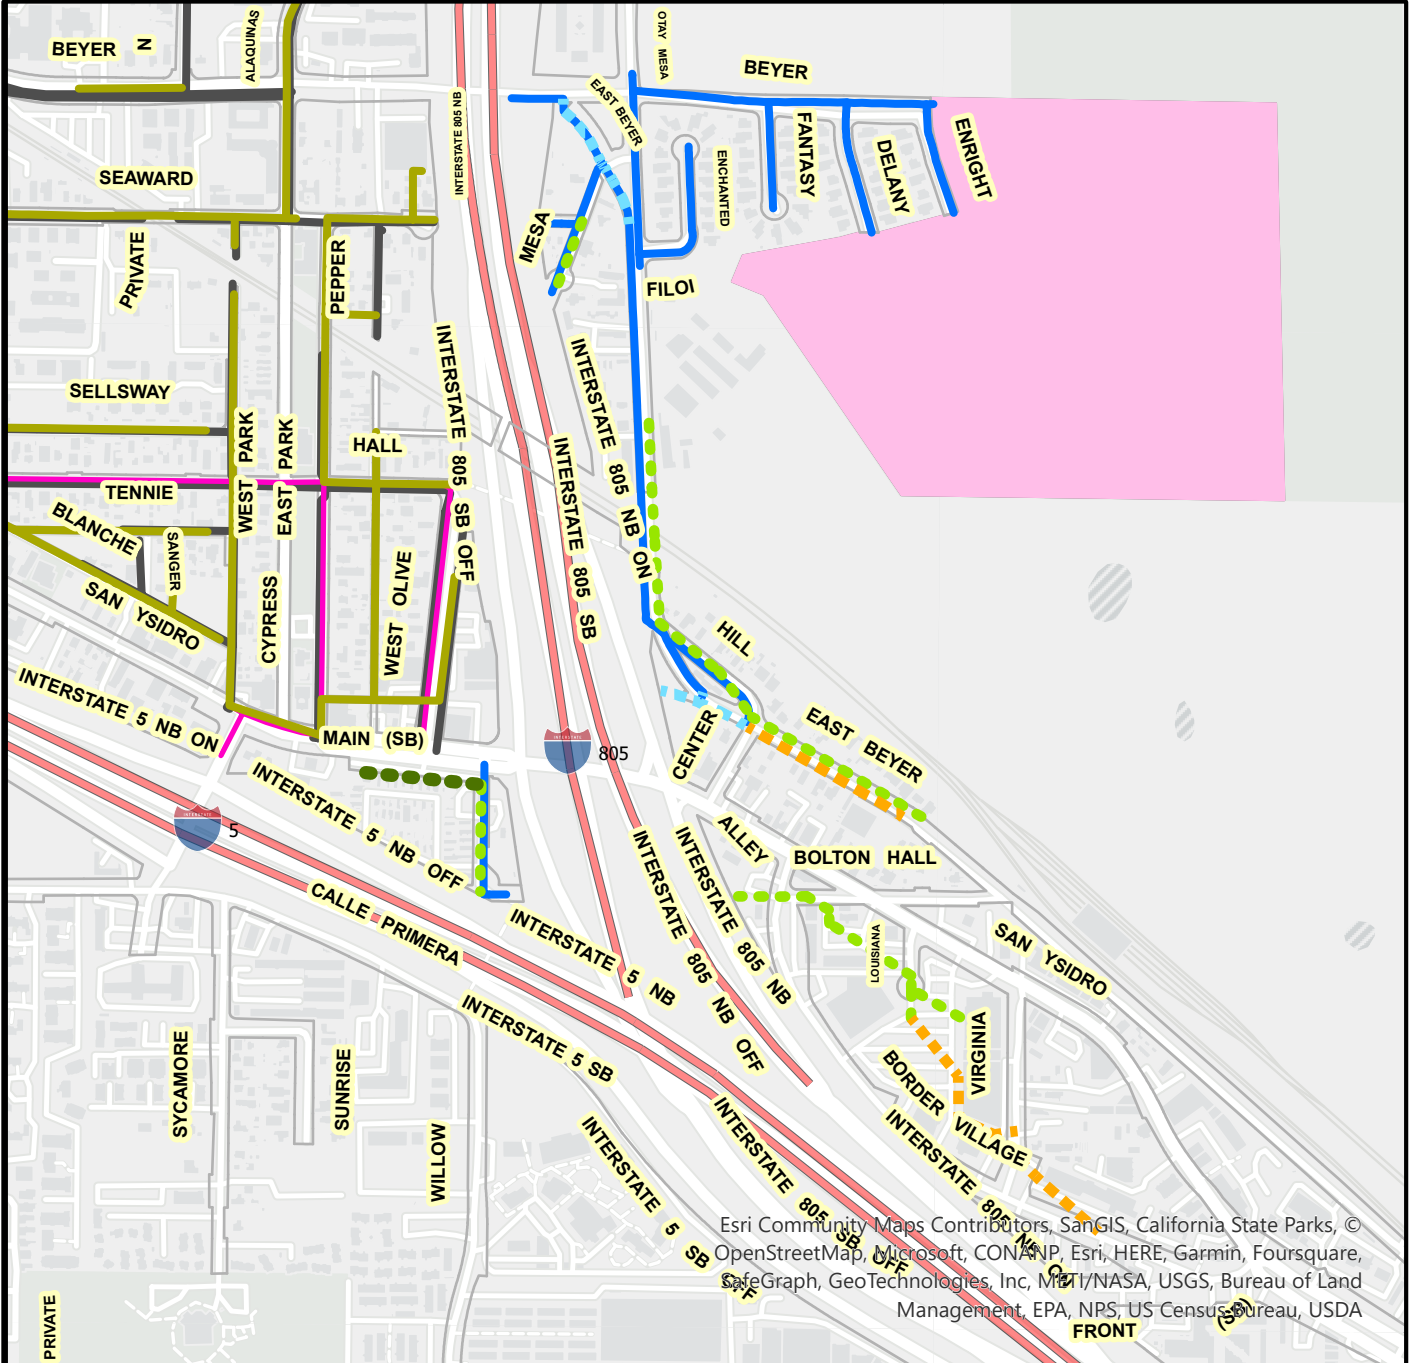 BEYER
N
ALAQUINAS
OTAY MESA
BEYER
EAST BEYER
INTERSTATE 805 NB
FANTASY
DELANY
ENRIGHT
ENCHANTED
SEAWARD
PRIVATE
PEPPER
MESA
FILOI
INTERSTATE 805 SB OFF
INTERSTATE 805 NB ON
SELLSWAY
WEST PARK
EAST PARK
HALL
INTERSTATE 805 SB
TENNIE
BLANCHE
SANGER
SAN YSIDRO
CYPRESS
WEST OLIVE
HILL
INTERSTATE 5 NB ON
MAIN (SB)
INTERSTATE
805
CENTER
EAST BEYER
INTERSTATE 5 NB OFF
INTERSTATE
5
ALLEY
BOLTON HALL
INTERSTATE 805 NB OFF
INTERSTATE 805 NB
CALLE PRIMERA
INTERSTATE 5 NB
LOUISIANA
SAN YSIDRO
INTERSTATE 5 SB
VIRGINIA
SYCAMORE
SUNRISE
BORDER VILLAGE
WILLOW
INTERSTATE 5 SB OFF
INTERSTATE 805 SB OFF
INTERSTATE 805 NB ON
Esri Community Maps Contributors, SanGIS, California State Parks, ©
OpenStreetMap, Microsoft, CONANP, Esri, HERE, Garmin, Foursquare,
SafeGraph, GeoTechnologies, Inc, METI/NASA, USGS, Bureau of Land
Management, EPA, NPS, US Census Bureau, USDA
(SB)
FRONT
PRIVATE